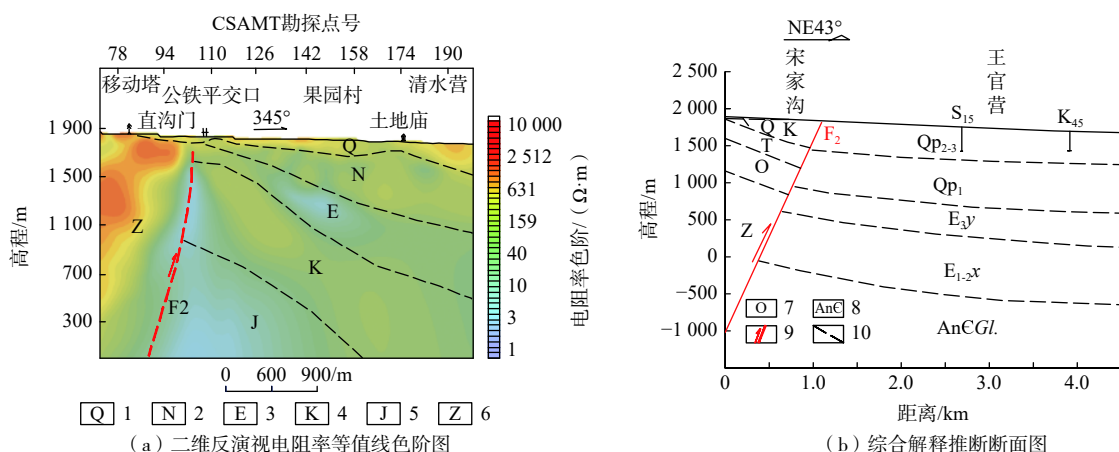 CSAMT勘探点号
78 94 110 126 142 158 174 190
移动塔 公铁平交口 果园村 清水营
直沟门 345° 土地庙
1 900
1 500
1 100
700
300
高程/m
Q
N
E
Z
K
F2
J
10 000
2 512
631
159
40
10
3
1
电阻率色阶/(Ω·m)
0 600 900/m
Q 1 N 2 E 3 K 4 J 5 Z 6
(a)二维反演视电阻率等值线色阶图
NE43°
宋家沟
王官营
2 500
2 000
1 500
1 000
500
0
−500
−1 000
高程/m
S15 K45
Q K F2
T Qp2-3
O Qp1
E3y
Z
E1-2x
AnЄGl.
O 7 AnЄ 8
9 10
0 1.0 2.0 3.0 4.0
距离/km
(b)综合解释推断断面图